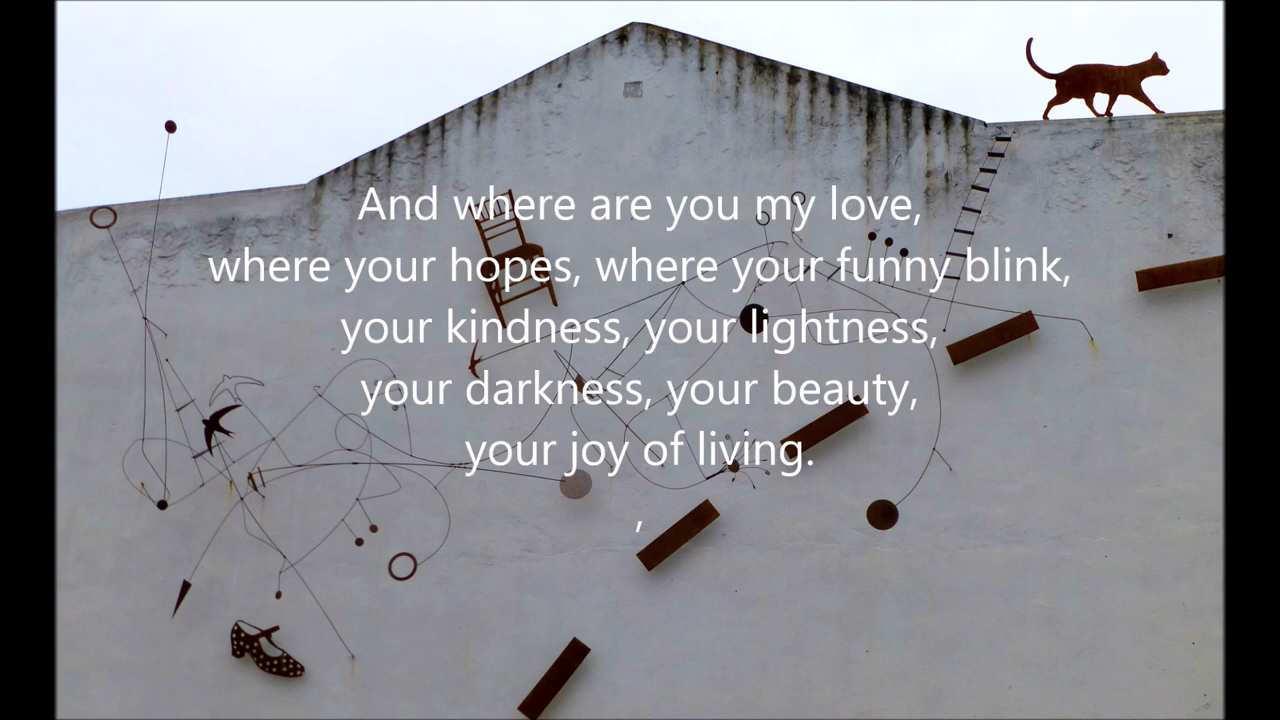 And where are you my love,
where your hopes, where your funny blink,
your kindness, your lightness,
your darkness, your beauty,
your joy of living.
,